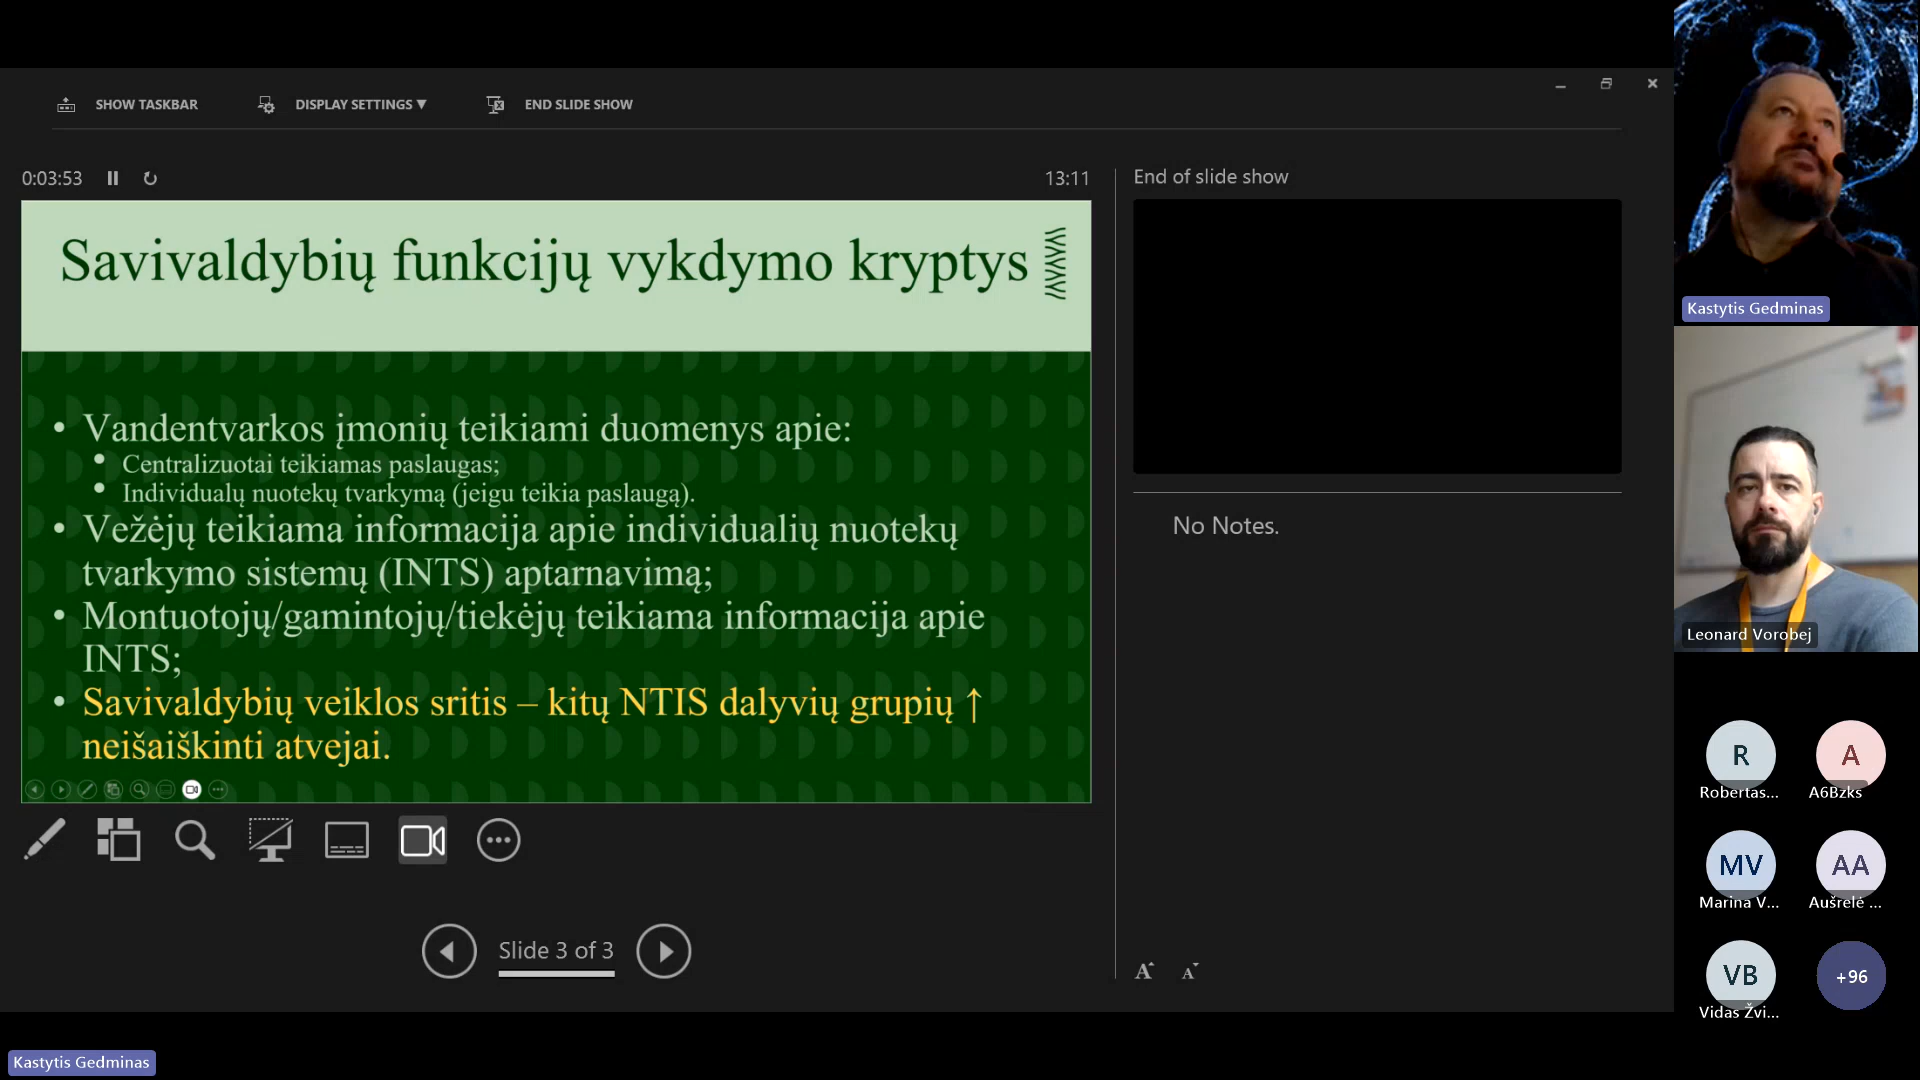 SHOW TASKBAR
DISPLAY SETTINGS ▼
END SLIDE SHOW
0:03:53
13:11
Savivaldybių funkcijų vykdymo kryptys
• Vandentvarkos įmonių teikiami duomenys apie:
• Centralizuotai teikiamas paslaugas;
• Individualų nuotekų tvarkymą (jeigu teikia paslaugą).
• Vežėjų teikiama informacija apie individualių nuotekų
tvarkymo sistemų (INTS) aptarnavimą;
• Montuotojų/gamintojų/tiekėjų teikiama informacija apie
INTS;
• Savivaldybių veiklos sritis – kitų NTIS dalyvių grupių ↑
neišaiškinti atvejai.
Slide 3 of 3
End of slide show
No Notes.
A A
Kastytis Gedminas
Leonard Vorobej
R
Robertas...
A
A6Bzks
MV
Marina V...
AA
Aušrelė ...
VB
Vidas Žvi...
+96
Kastytis Gedminas